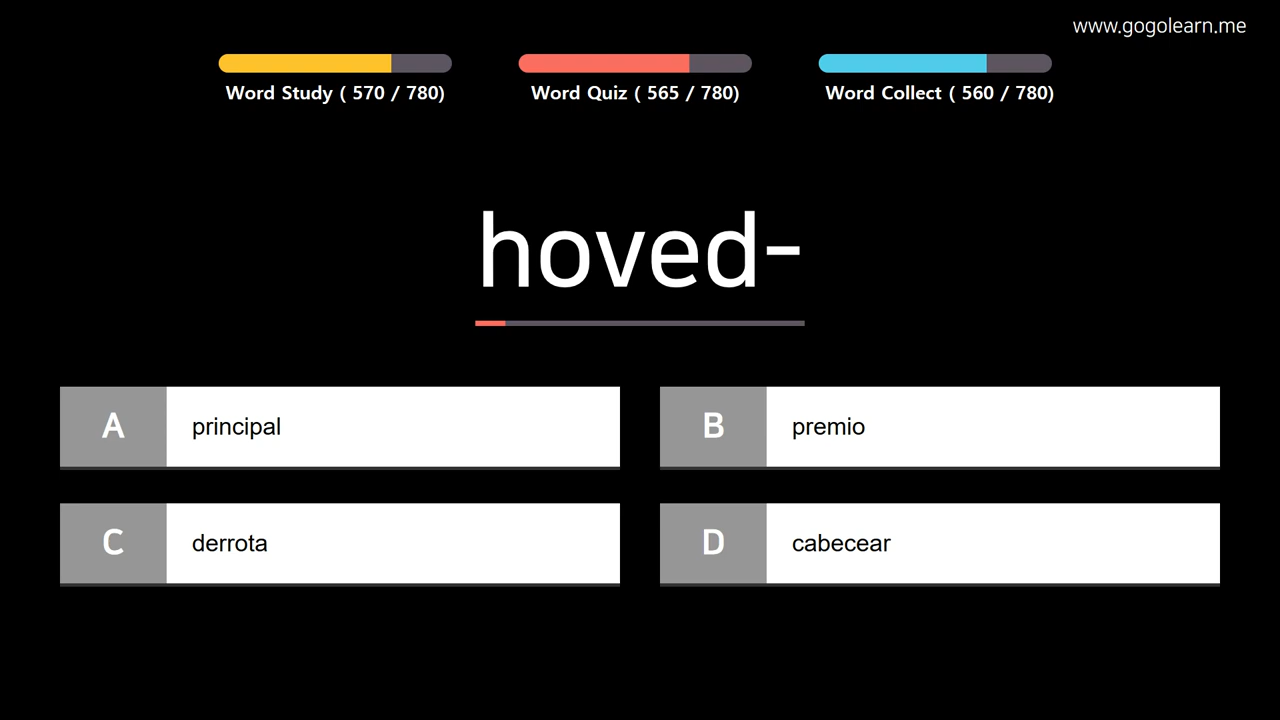 www.gogolearn.me
Word Study ( 570 / 780)
Word Quiz ( 565 / 780)
Word Collect ( 560 / 780)
hoved-
A principal
B premio
C derrota
D cabecear